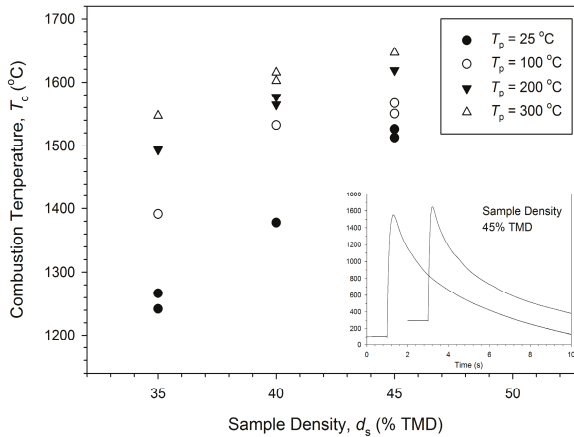 1700
1600
1500
1400
1300
1200
Combustion Temperature, Tc (°C)
Tp = 25 °C
Tp = 100 °C
Tp = 200 °C
Tp = 300 °C
1800
1600
1400
1200
1000
800
600
400
200
0
Sample Density
45% TMD
0 2 4 6 8 10
Time (s)
35 40 45 50
Sample Density, ds (% TMD)